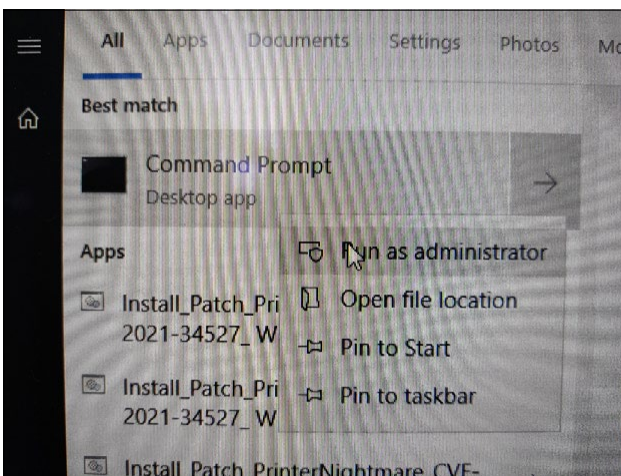 All Apps Documents Settings Photos
Best match
Command Prompt
Desktop app
Apps
Run as administrator
Open file location
Pin to Start
Pin to taskbar
Install_Patch_Pri
2021-34527_ W
Install_Patch_Pri
2021-34527_ W
Install_Patch_PrinterNightmare_CVE-